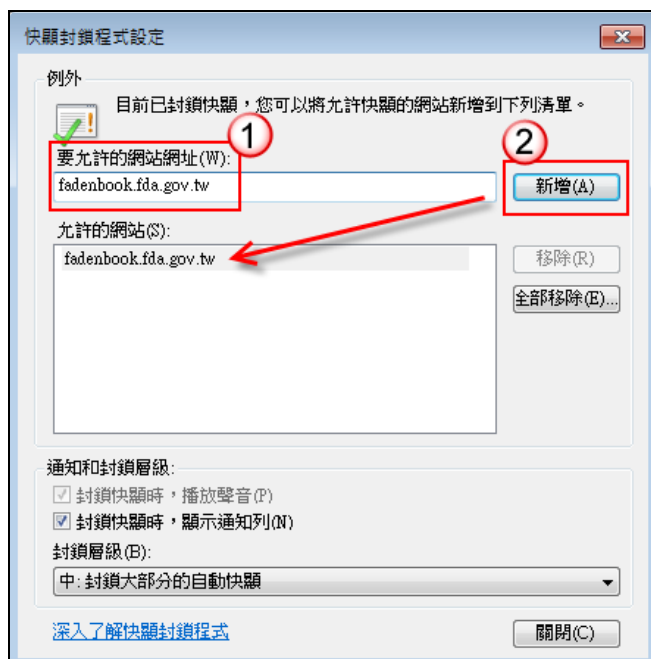 快顯封鎖程式設定
例外
目前已封鎖快顯，您可以將允許快顯的網站新增到下列清單。
1
2
要允許的網站網址(W):
fadenbook.fda.gov.tw
新增(A)
允許的網站(S):
fadenbook.fda.gov.tw
移除(R)
全部移除(E)...
通知和封鎖層級:
封鎖快顯時，播放聲音(P)
封鎖快顯時，顯示通知列(N)
封鎖層級(B):
中: 封鎖大部分的自動快顯
深入了解快顯封鎖程式
關閉(C)